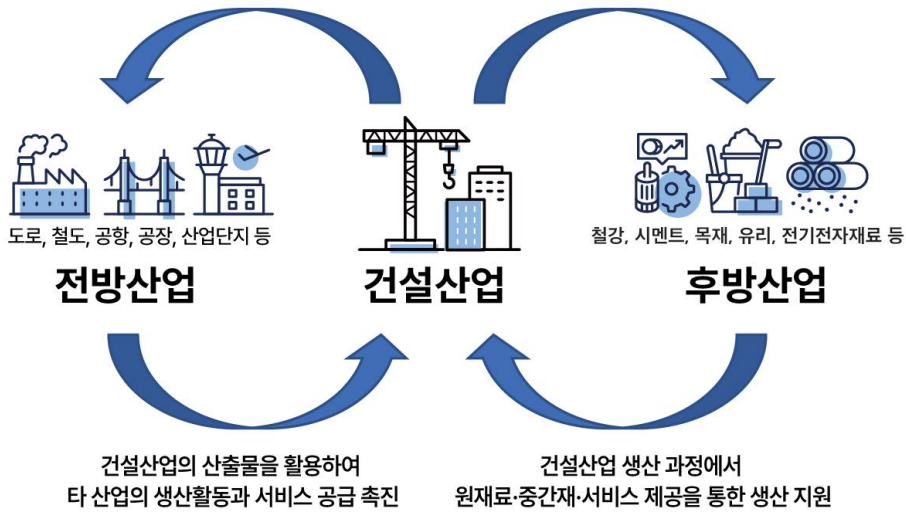 도로, 철도, 공항, 공장, 산업단지 등
전방산업
건설산업
철강, 시멘트, 목재, 유리, 전기전자재료 등
후방산업
건설산업의 산출물을 활용하여
타 산업의 생산활동과 서비스 공급 촉진
건설산업 생산 과정에서
원재료·중간재·서비스 제공을 통한 생산 지원